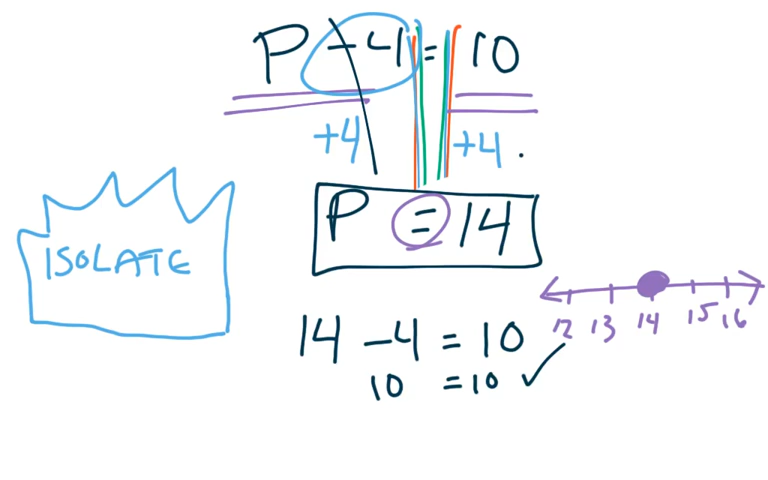 P - 4 = 10
+4 +4
P = 14
ISOLATE
12 13 14 15 16
14 - 4 = 10
10 = 10 ✓